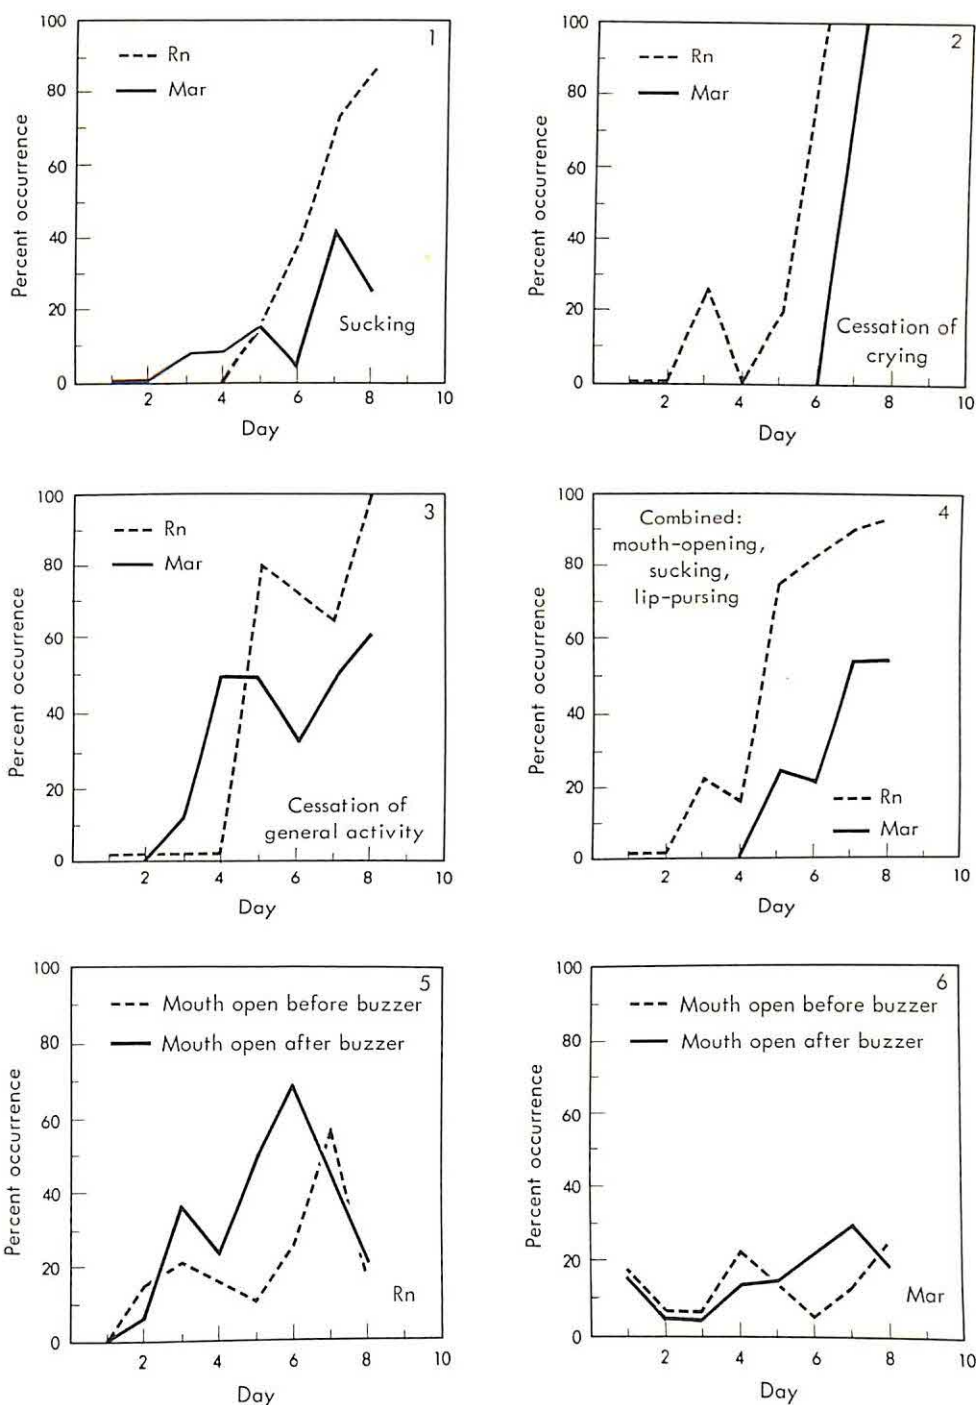 1
100
80
60
40
20
0
Percent occurrence
Rn
Mar
Sucking
2
4
6
8
10
Day
2
100
80
60
40
20
0
Percent occurrence
Rn
Mar
Cessation of
crying
2
4
6
8
10
Day
3
100
80
60
40
20
0
Percent occurrence
Rn
Mar
Cessation of
general activity
2
4
6
8
10
Day
4
100
80
60
40
20
0
Percent occurrence
Combined:
mouth-opening,
sucking,
lip-pursing
Rn
Mar
2
4
6
8
10
Day
5
100
80
60
40
20
0
Percent occurrence
Mouth open before buzzer
Mouth open after buzzer
Rn
2
4
6
8
10
Day
6
100
80
60
40
20
0
Percent occurrence
Mouth open before buzzer
Mouth open after buzzer
Mar
2
4
6
8
10
Day